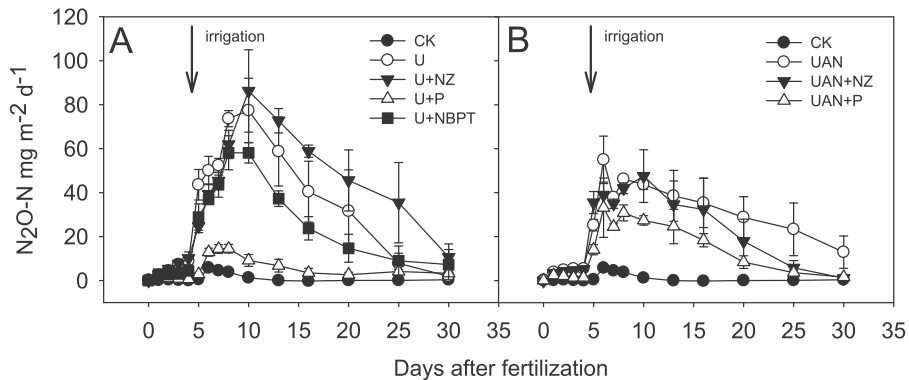 A
irrigation
CK
U
U+NZ
U+P
U+NBPT
B
irrigation
CK
UAN
UAN+NZ
UAN+P
N₂O-N mg m⁻² d⁻¹
120
100
80
60
40
20
0
0 5 10 15 20 25 30 35
0 5 10 15 20 25 30 35
Days after fertilization